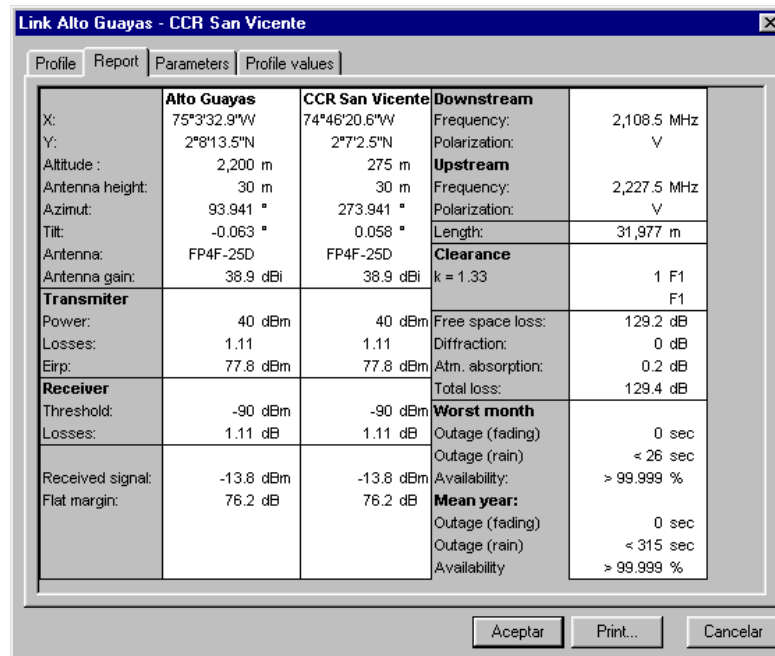 Link Alto Guayas - CCR San Vicente
Profile Report Parameters Profile values
Alto Guayas CCR San Vicente Downstream
X: 75°3'32.9"W 74°46'20.6"W Frequency: 2,108.5 MHz
Y: 2°8'13.5"N 2°7'2.5"N Polarization: V
Altitude : 2,200 m 275 m Upstream
Antenna height: 30 m 30 m Frequency: 2,227.5 MHz
Azimut: 93.941 ° 273.941 ° Polarization: V
Tilt: -0.063 ° 0.058 ° Length: 31,977 m
Antenna: FP4F-25D FP4F-25D Clearance
Antenna gain: 38.9 dBi 38.9 dBi k = 1.33 1 F1
Transmiter F1
Power: 40 dBm 40 dBm Free space loss: 129.2 dB
Losses: 1.11 1.11 Diffraction: 0 dB
Eirp: 77.8 dBm 77.8 dBm Atm. absorption: 0.2 dB
Receiver Total loss: 129.4 dB
Threshold: -90 dBm -90 dBm Worst month
Losses: 1.11 dB 1.11 dB Outage (fading) 0 sec
Outage (rain) < 26 sec
Received signal: -13.8 dBm -13.8 dBm Availability: > 99.999 %
Flat margin: 76.2 dB 76.2 dB Mean year:
Outage (fading) 0 sec
Outage (rain) < 315 sec
Availability > 99.999 %
Aceptar Print... Cancelar